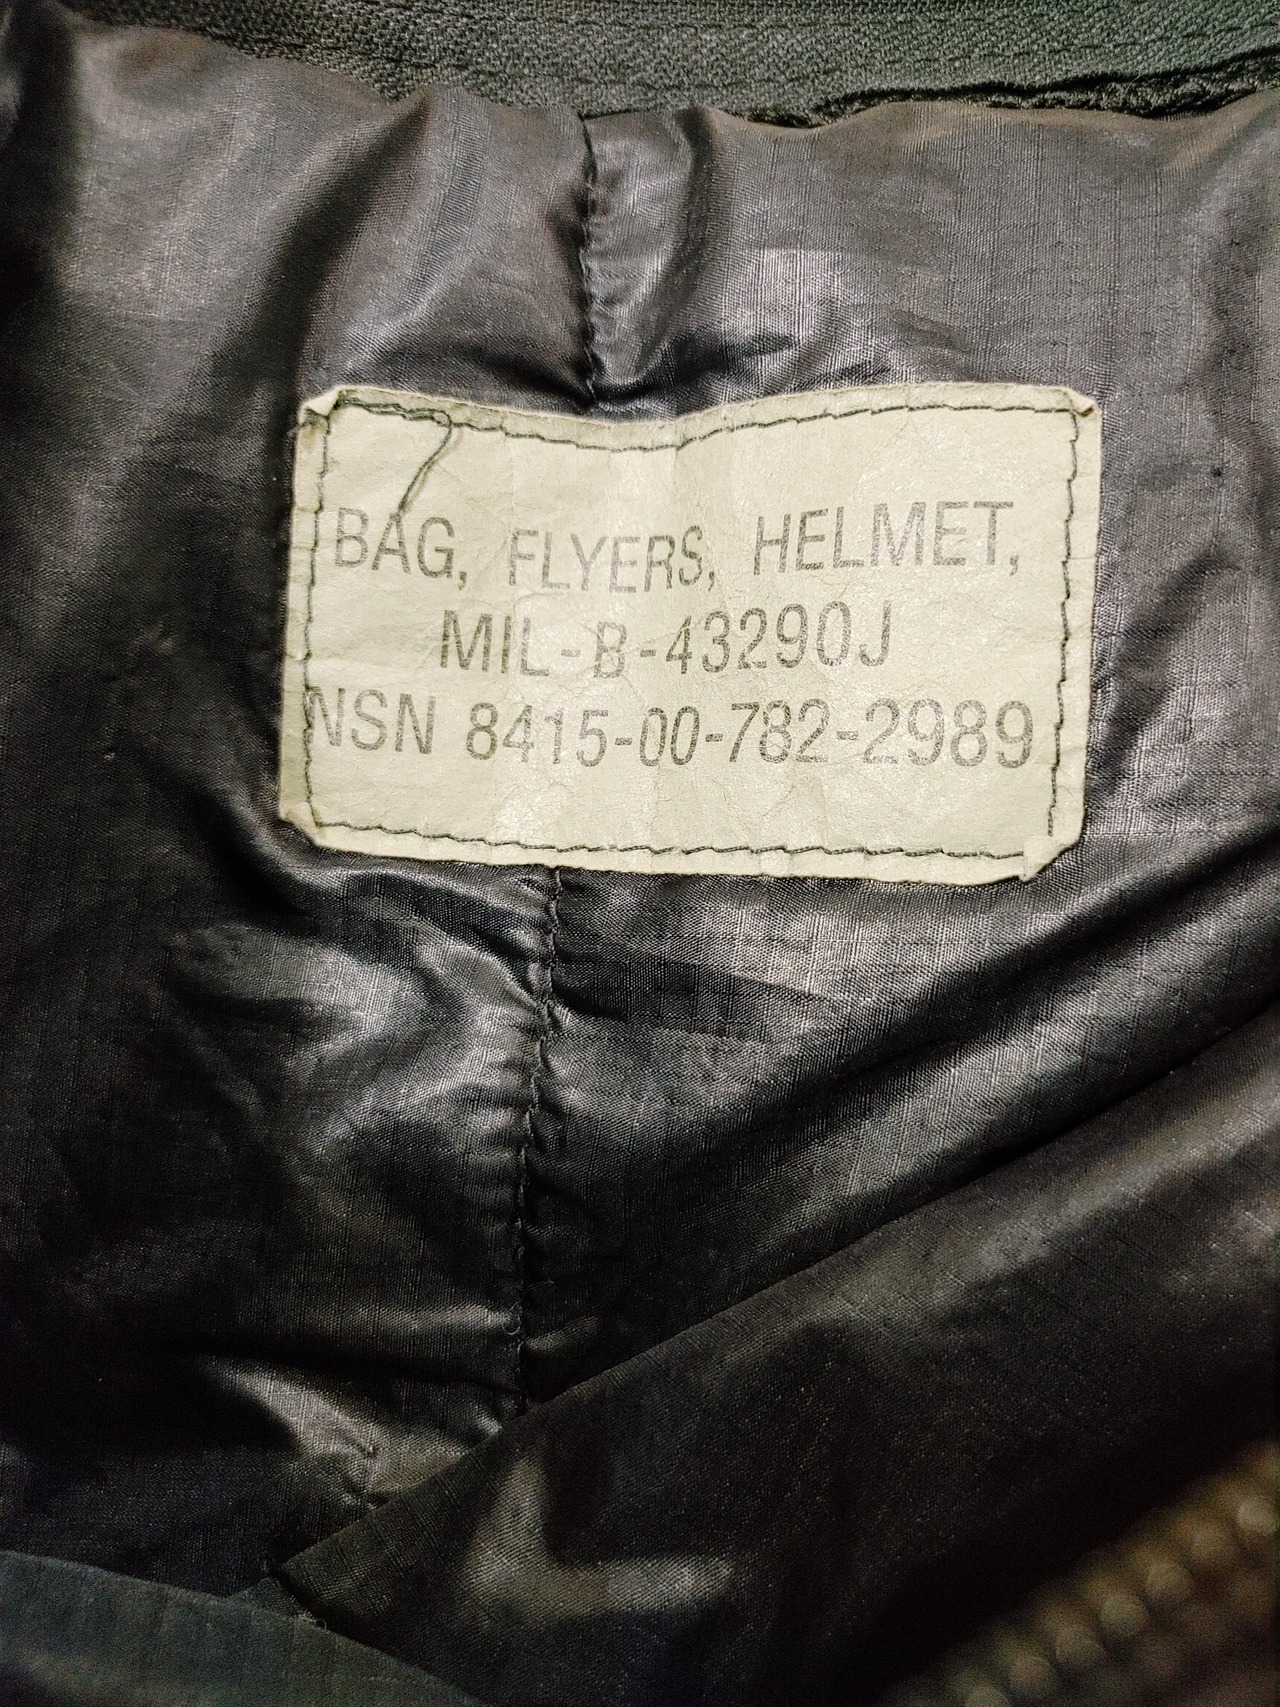 BAG, FLYERS, HELMET,
MIL-B-43290J
NSN 8415-00-782-2989